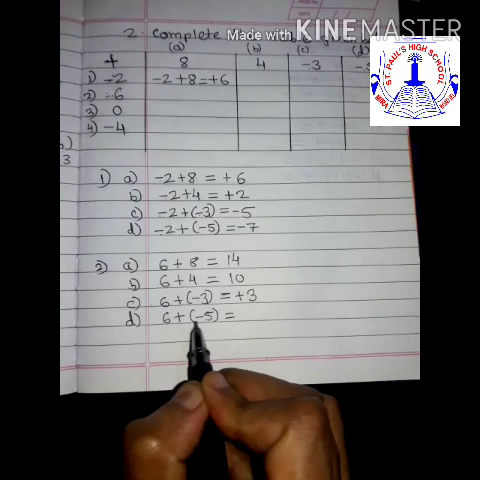 Made with KINEMASTER
2. Complete
(a) (b) (c) (d)
+ 8 4 -3
1) -2 -2+8=+6
2) 6
3) 0
4) -4
ST. PAUL'S HIGH SCHOOL
1) a) -2+8 = +6
b) -2+4 = +2
c) -2+(-3) = -5
d) -2+(-5) = -7
2) a) 6+8 = 14
b) 6+4 = 10
c) 6+(-3) = +3
d) 6+(-5) =